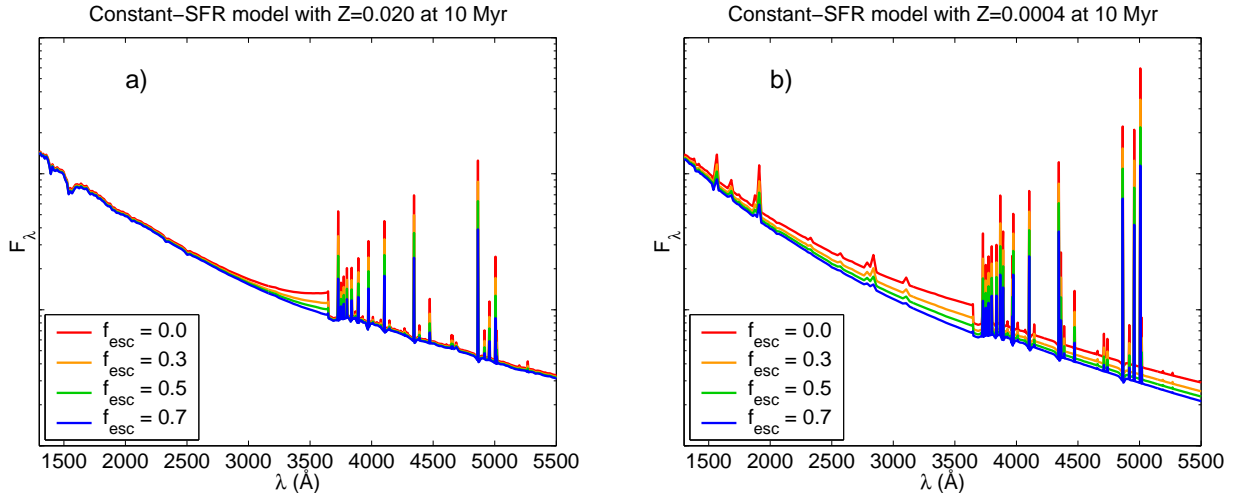 Constant−SFR model with Z=0.020 at 10 Myr
a)
F_λ
f_esc = 0.0
f_esc = 0.3
f_esc = 0.5
f_esc = 0.7
1500 2000 2500 3000 3500 4000 4500 5000 5500
λ (Å)
Constant−SFR model with Z=0.0004 at 10 Myr
b)
F_λ
f_esc = 0.0
f_esc = 0.3
f_esc = 0.5
f_esc = 0.7
1500 2000 2500 3000 3500 4000 4500 5000 5500
λ (Å)